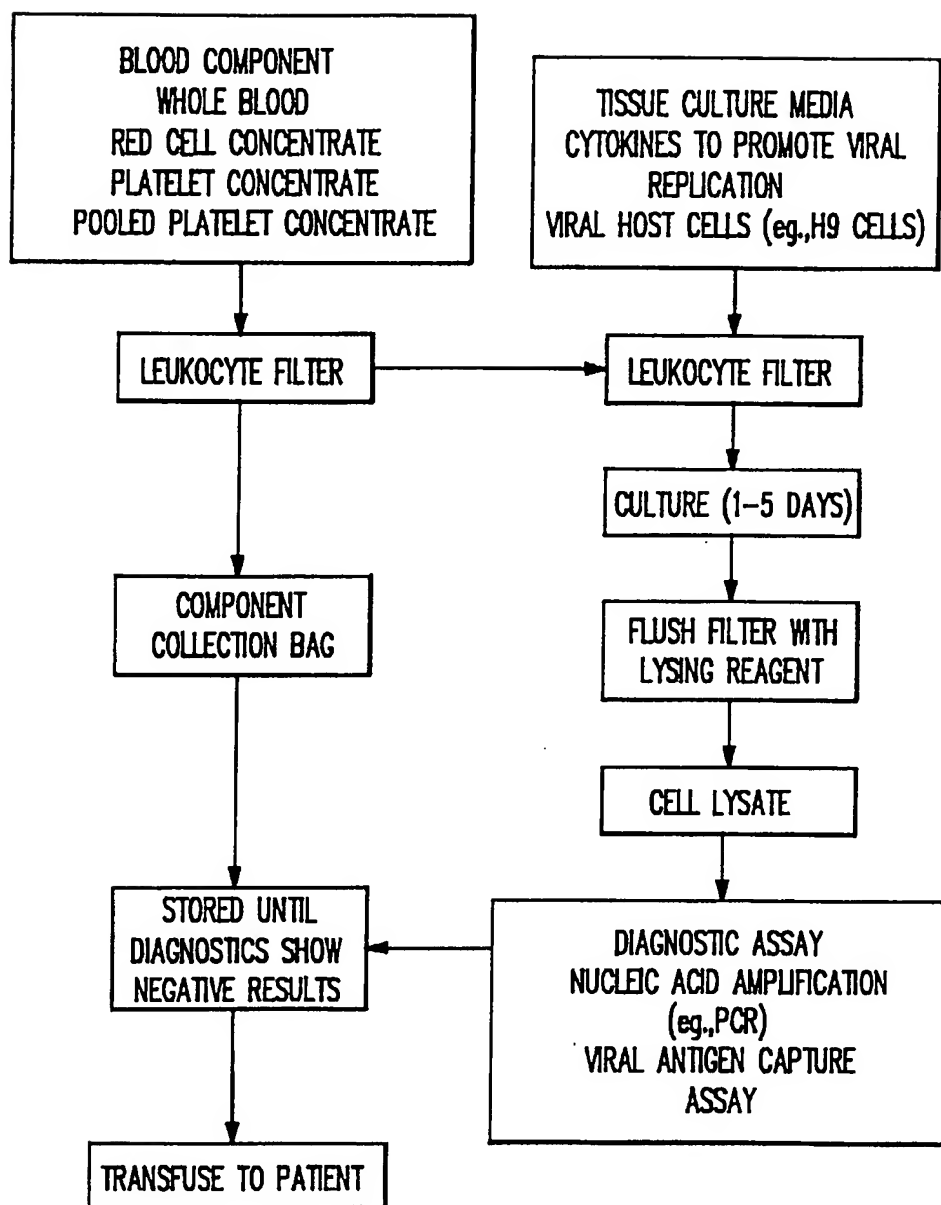 BLOOD COMPONENT
WHOLE BLOOD
RED CELL CONCENTRATE
PLATELET CONCENTRATE
POOLED PLATELET CONCENTRATE
TISSUE CULTURE MEDIA
CYTOKINES TO PROMOTE VIRAL
REPLICATION
VIRAL HOST CELLS (eg.,H9 CELLS)
LEUKOCYTE FILTER
LEUKOCYTE FILTER
CULTURE (1-5 DAYS)
COMPONENT
COLLECTION BAG
FLUSH FILTER WITH
LYSING REAGENT
CELL LYSATE
STORED UNTIL
DIAGNOSTICS SHOW
NEGATIVE RESULTS
DIAGNOSTIC ASSAY
NUCLEIC ACID AMPLIFICATION
(eg.,PCR)
VIRAL ANTIGEN CAPTURE
ASSAY
TRANSFUSE TO PATIENT